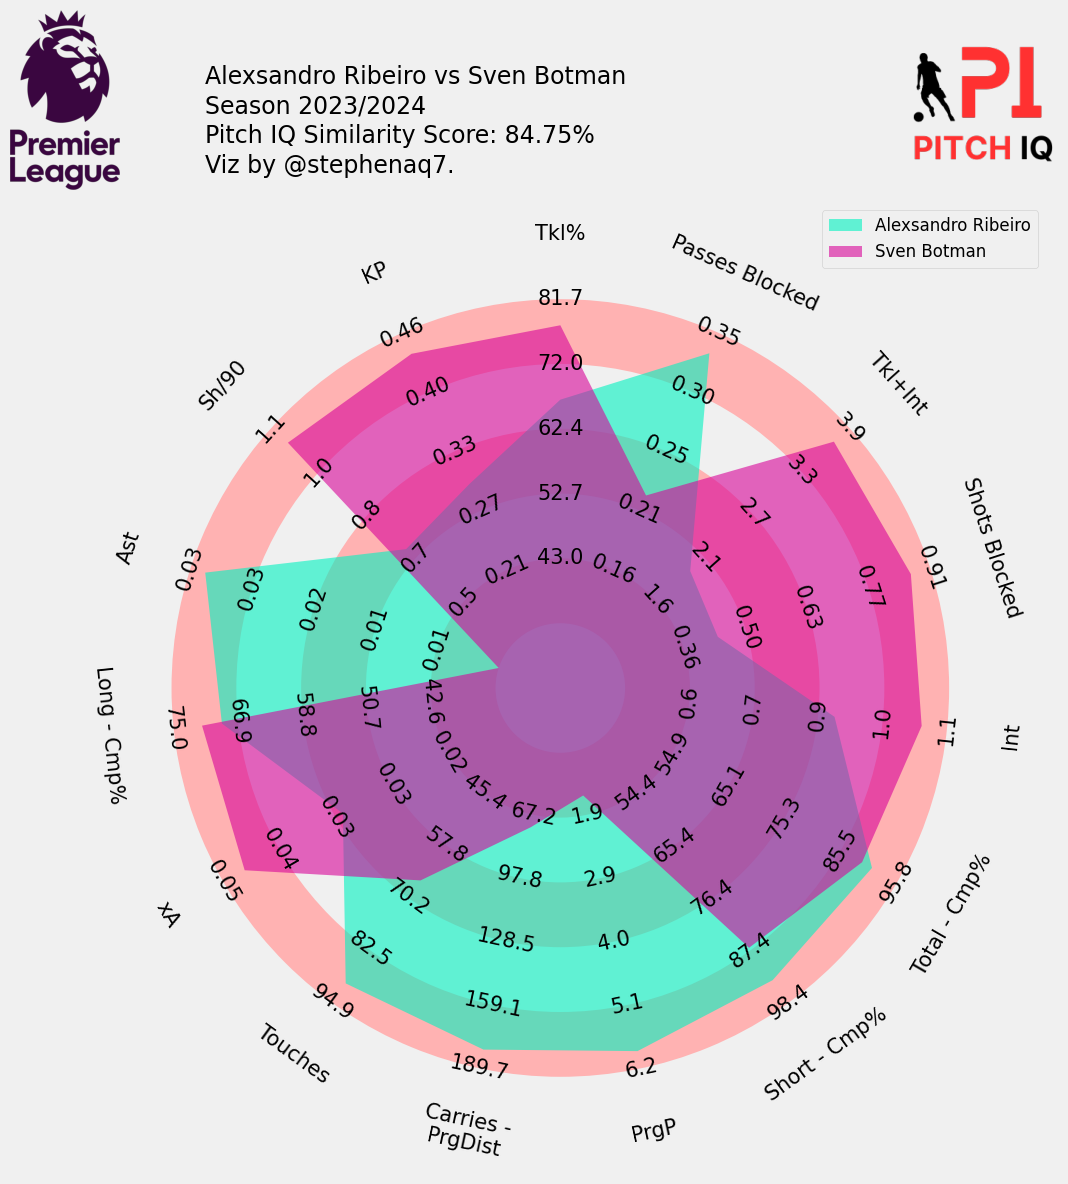 Premier
League
Alexsandro Ribeiro vs Sven Botman
Season 2023/2024
Pitch IQ Similarity Score: 84.75%
Viz by @stephenaq7.
PI
PITCH IQ
Alexsandro Ribeiro
Sven Botman
Tkl%
81.7
72.0
62.4
52.7
43.0
Passes Blocked
0.35
0.30
0.25
0.21
0.16
Tkl+Int
3.9
3.3
2.7
2.1
1.6
Shots Blocked
0.91
0.77
0.63
0.50
0.36
Int
1.1
1.0
0.9
0.7
0.6
Total - Cmp%
95.8
85.5
75.3
65.1
54.9
Short - Cmp%
98.4
87.4
76.4
65.4
54.4
PrgP
6.2
5.1
4.0
2.9
1.9
Carries -
PrgDist
189.7
159.1
128.5
97.8
67.2
Touches
94.9
82.5
70.2
57.8
45.4
xA
0.05
0.04
0.03
0.03
0.02
Long - Cmp%
75.0
66.9
58.8
50.7
42.6
Ast
0.03
0.03
0.02
0.01
0.01
Sh/90
1.1
1.0
0.8
0.7
0.5
KP
0.46
0.40
0.33
0.27
0.21